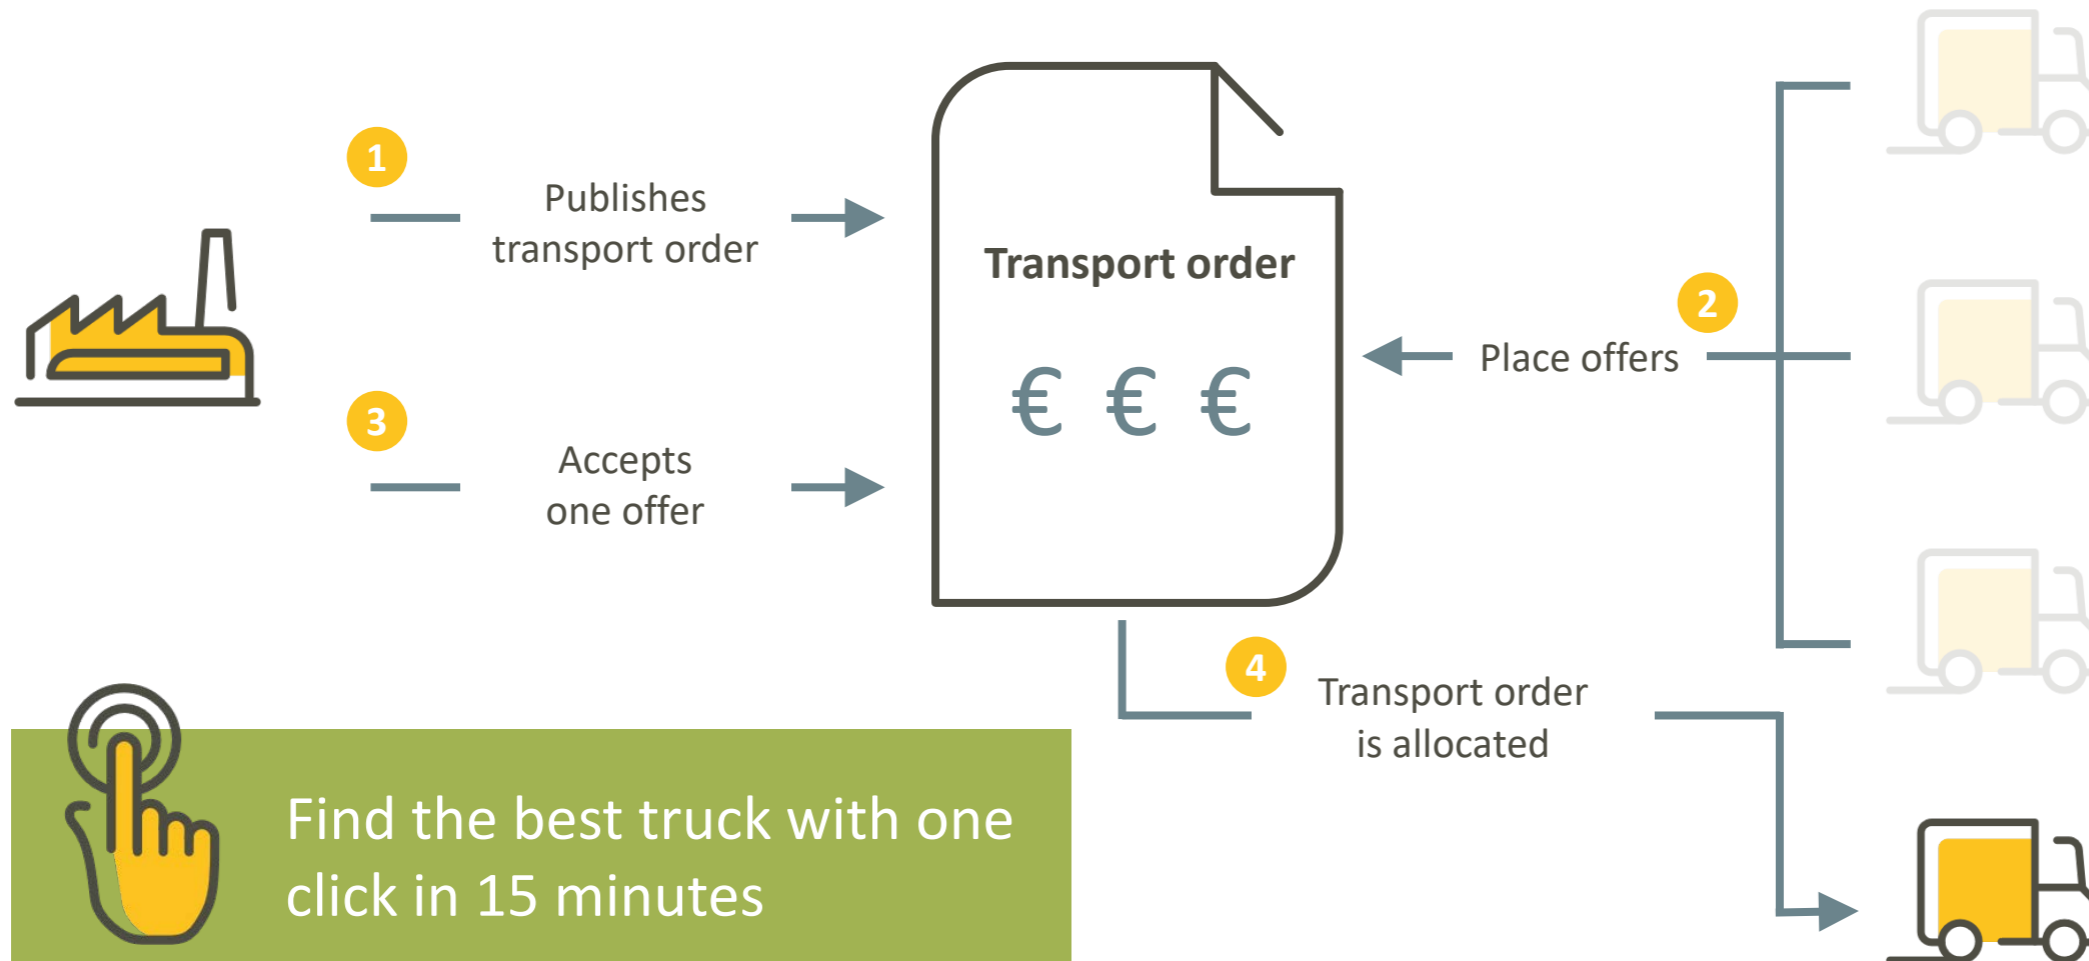 1
Publishes
transport order
Transport order
€ € €
2
Place offers
3
Accepts
one offer
4
Transport order
is allocated
Find the best truck with one
click in 15 minutes